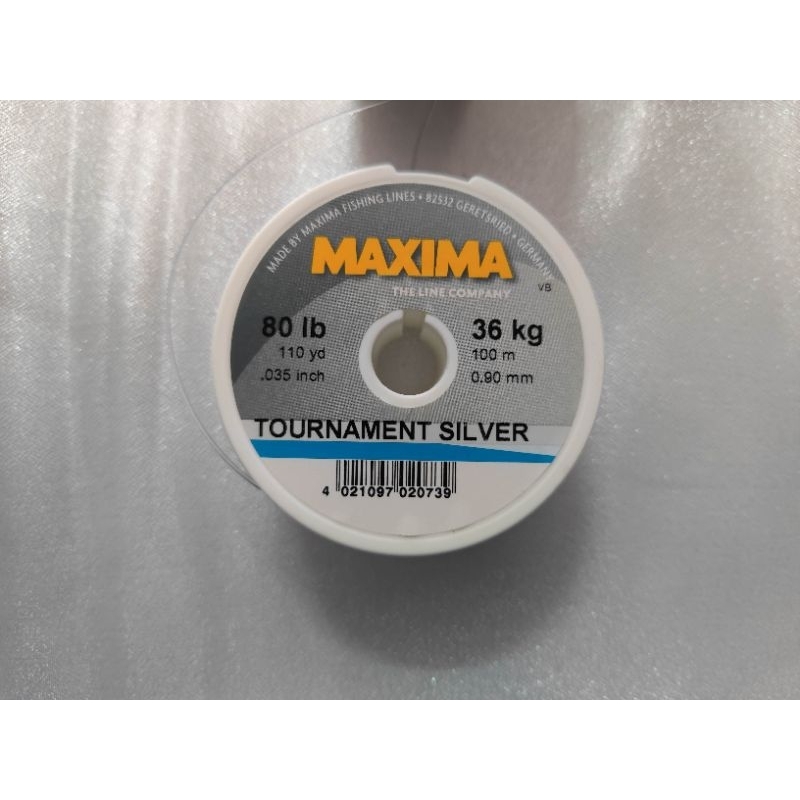 MADE BY MAXIMA FISHING LINES • 82532 GERETSRIED • GERMANY
MAXIMA
THE LINE COMPANY
VB
80 lb
110 yd
.035 inch
36 kg
100 m
0.90 mm
TOURNAMENT SILVER
4 021097 020739